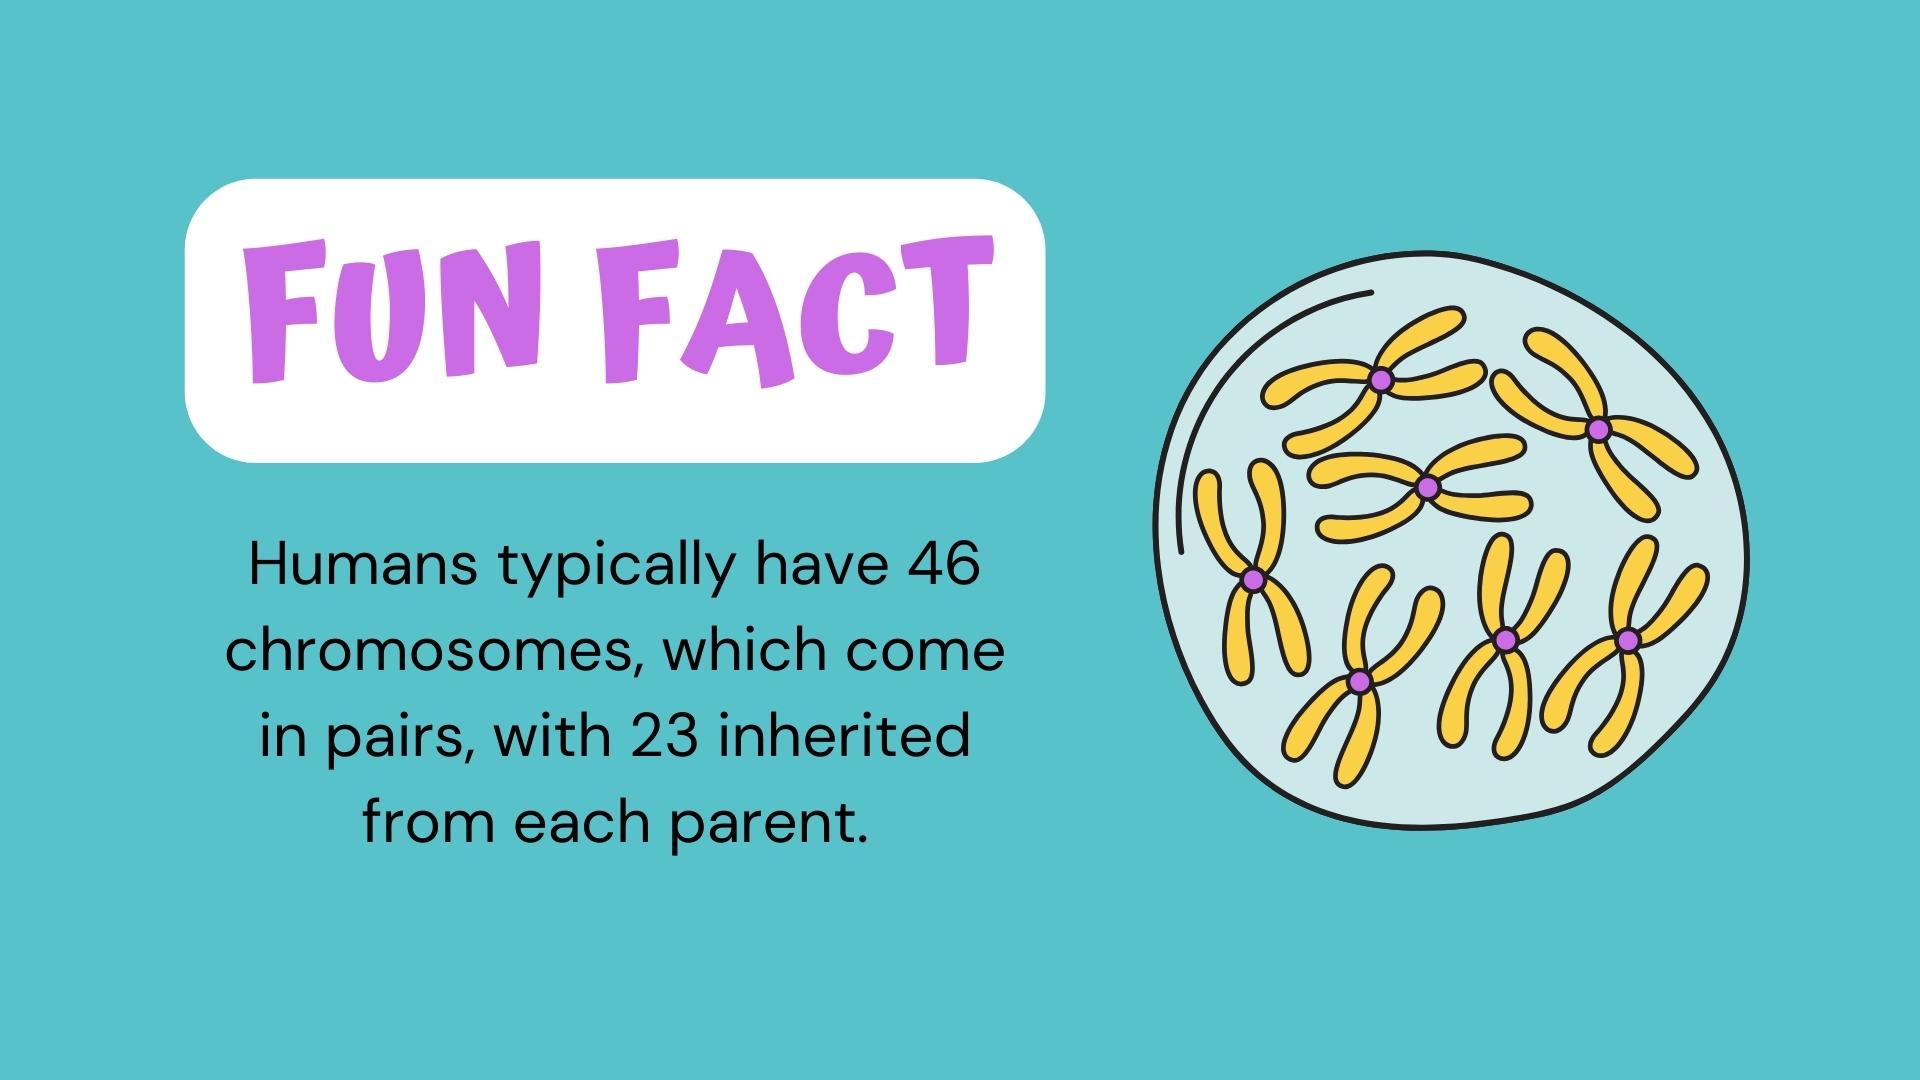 FUN FACT
Humans typically have 46
chromosomes, which come
in pairs, with 23 inherited
from each parent.